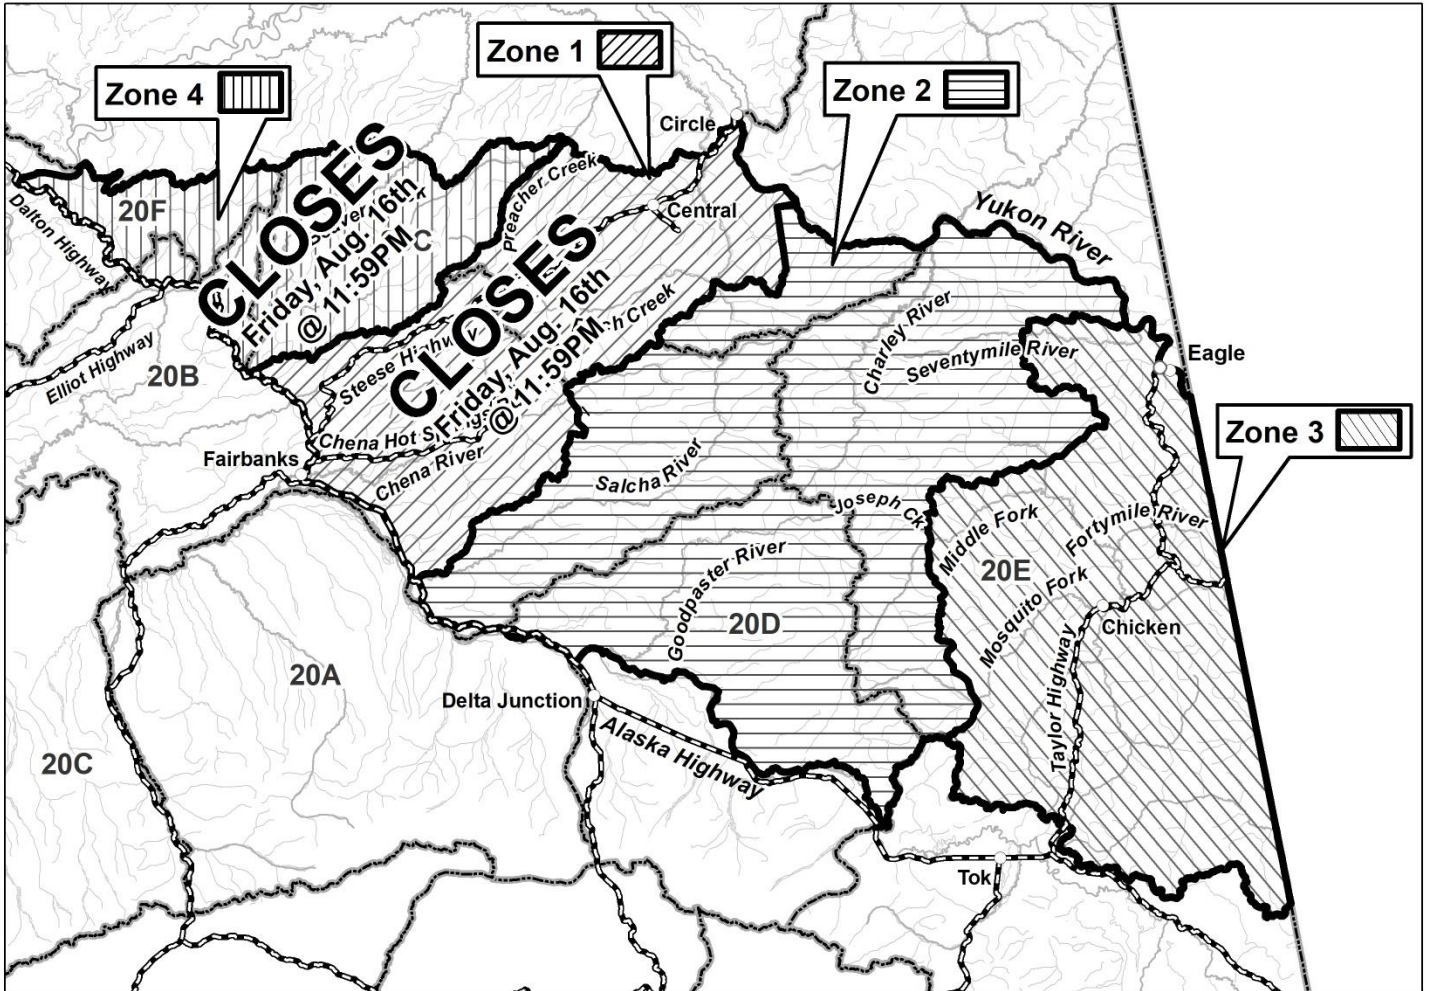 Zone 1
Zone 4
Zone 2
Circle
CLOSES
Friday, Aug. 16th
@ 11:59PM
20F
C
Preacher Creek
Central
Dalton Highway
Yukon River
CLOSES
Friday, Aug. 16th
@ 11:59PM
Creek
Elliot Highway
20B
Steese
Charley River
Seventymile River
Eagle
Zone 3
Chena Hot
Fairbanks
Chena River
Salcha River
Joseph Ck
Middle Fork
Fortymile River
20E
Goodpaster River
20D
Mosquito Fork
Chicken
20A
Taylor Highway
Delta Junction
Alaska Highway
20C
Tok